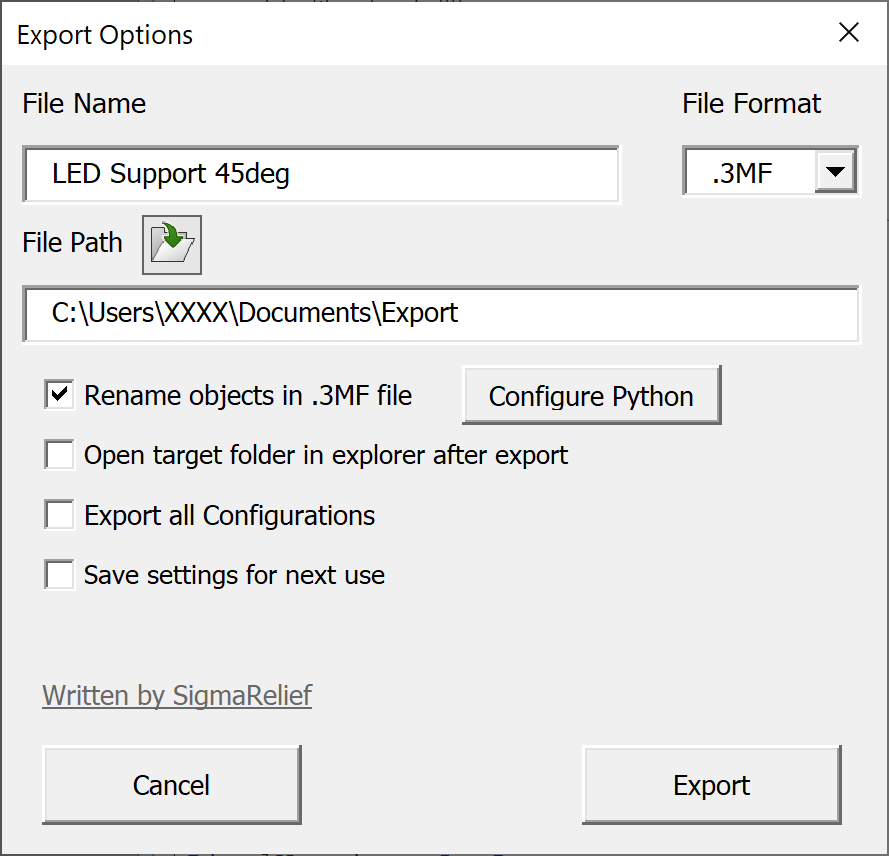 Export Options
File Name
File Format
LED Support 45deg
.3MF
File Path
C:\Users\XXXX\Documents\Export
Rename objects in .3MF file
Configure Python
Open target folder in explorer after export
Export all Configurations
Save settings for next use
Written by SigmaRelief
Cancel
Export